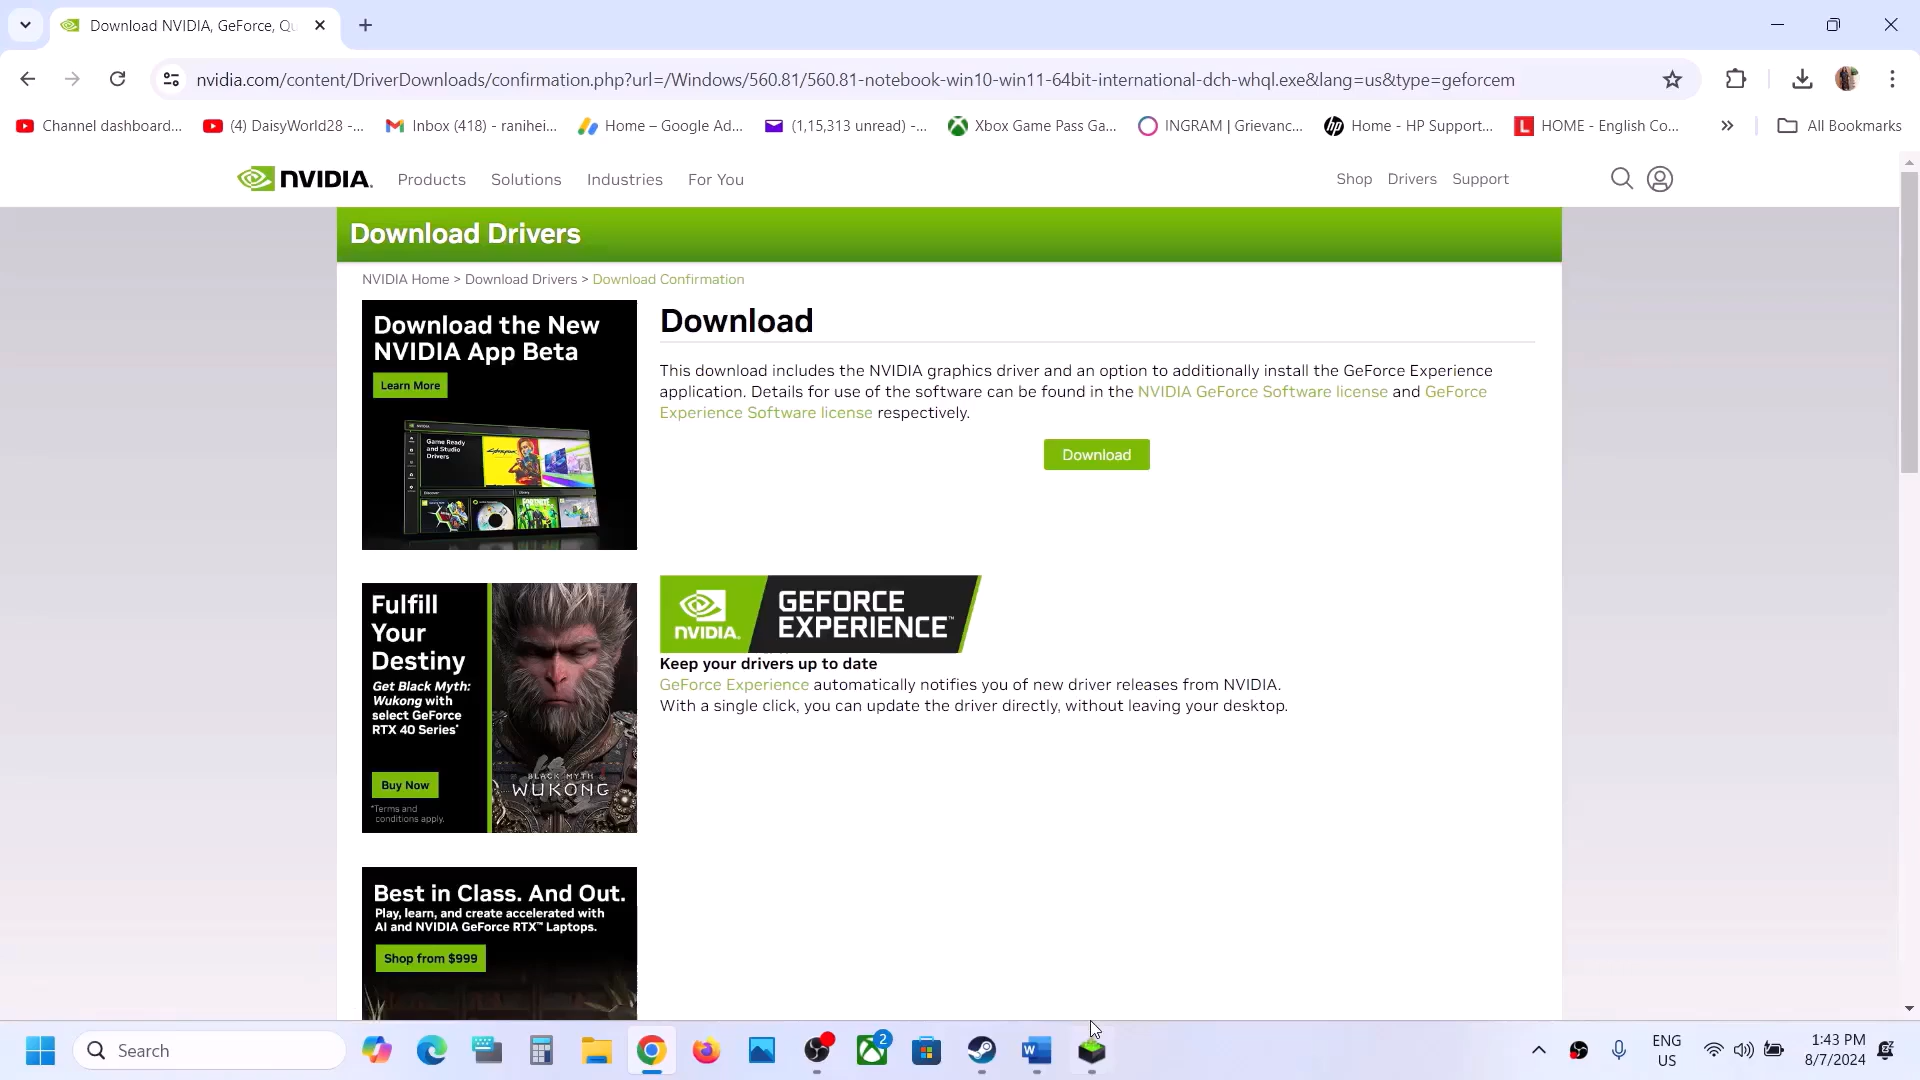 Download NVIDIA, GeForce, Qu
nvidia.com/content/DriverDownloads/confirmation.php?url=/Windows/560.81/560.81-notebook-win10-win11-64bit-international-dch-whql.exe&lang=us&type=geforcem
Channel dashboard...
(4) DaisyWorld28 -...
Inbox (418) - ranihei...
Home – Google Ad...
(1,15,313 unread) -...
Xbox Game Pass Ga...
INGRAM | Grievanc...
Home - HP Support...
HOME - English Co...
All Bookmarks
NVIDIA.
Products
Solutions
Industries
For You
Shop
Drivers
Support
Download Drivers
NVIDIA Home > Download Drivers > Download Confirmation
Download the New
NVIDIA App Beta
Learn More
Game Ready
and Studio
Drivers
Download
This download includes the NVIDIA graphics driver and an option to additionally install the GeForce Experience
application. Details for use of the software can be found in the NVIDIA GeForce Software license and GeForce
Experience Software license respectively.
Download
Fulfill
Your
Destiny
Get Black Myth:
Wukong with
select GeForce
RTX 40 Series*
Buy Now
*Terms and
conditions apply.
BLACK MYTH
WUKONG
NVIDIA.
GEFORCE
EXPERIENCE™
Keep your drivers up to date
GeForce Experience automatically notifies you of new driver releases from NVIDIA.
With a single click, you can update the driver directly, without leaving your desktop.
Best in Class. And Out.
Play, learn, and create accelerated with
AI and NVIDIA GeForce RTX™ Laptops.
Shop from $999
Search
2
ENG
US
1:43 PM
8/7/2024